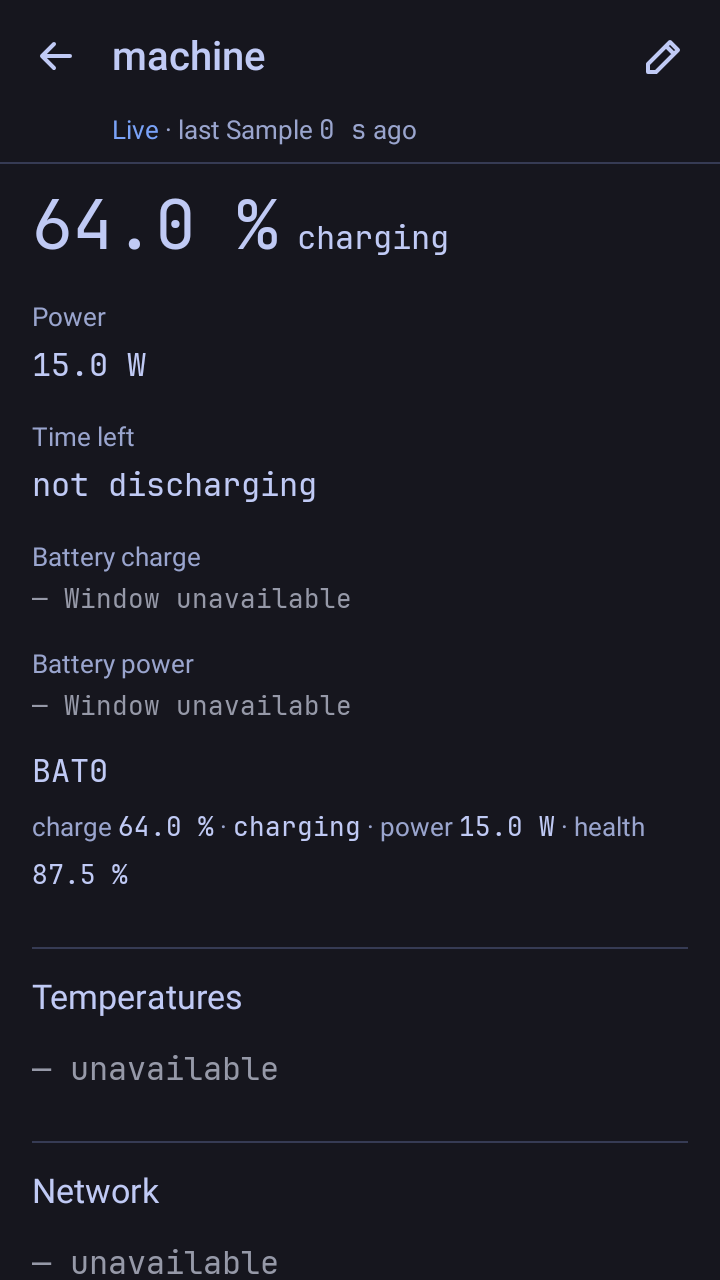 machine
Live · last Sample 0 s ago
64.0 % charging
Power
15.0 W
Time left
not discharging
Battery charge
— Window unavailable
Battery power
— Window unavailable
BAT0
charge 64.0 % · charging · power 15.0 W · health
87.5 %
Temperatures
— unavailable
Network
— unavailable